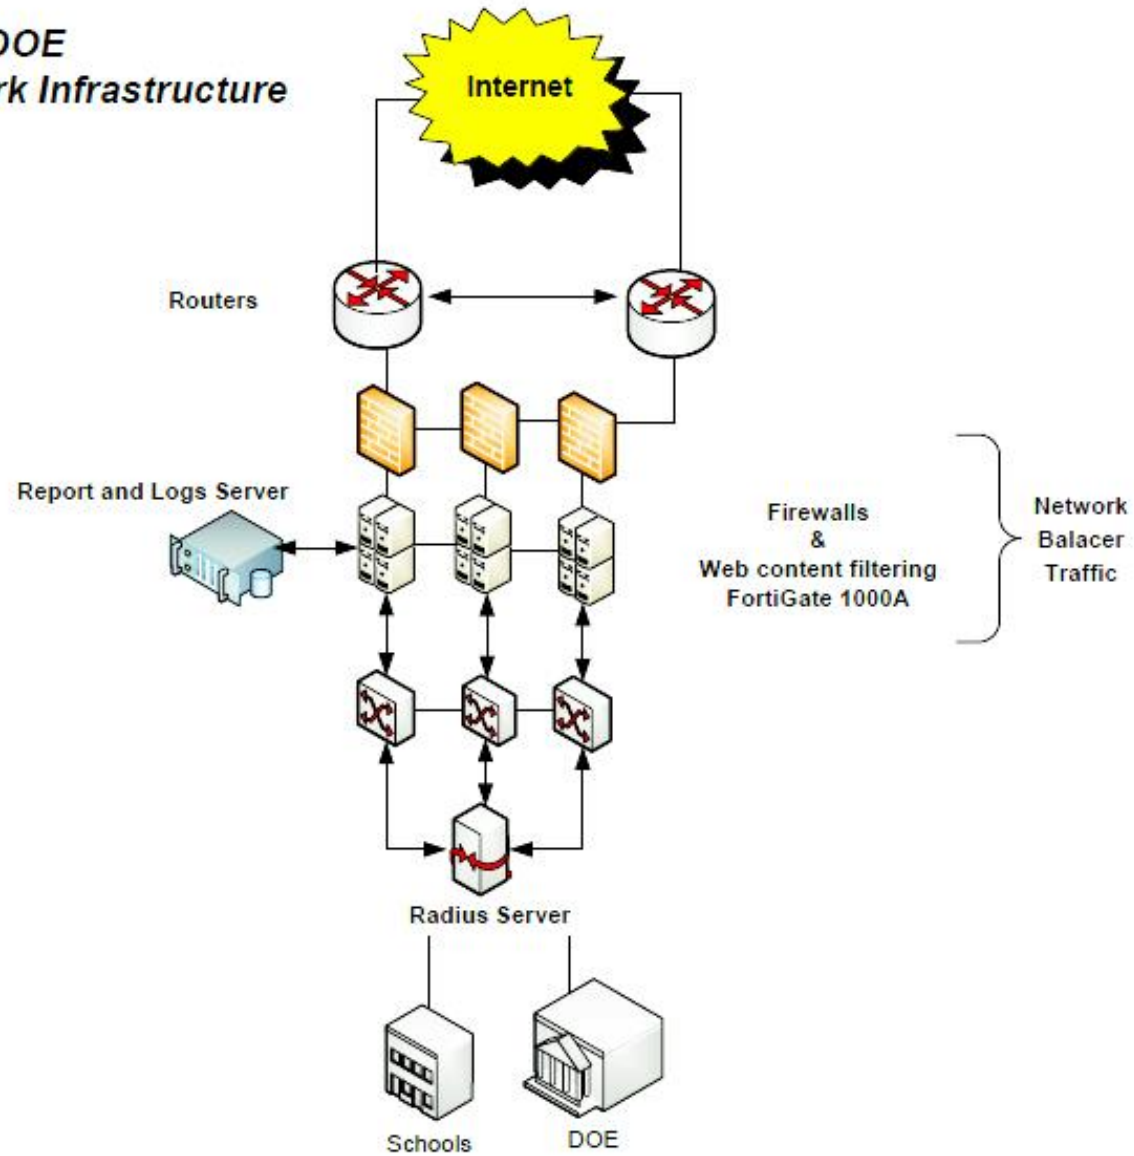 DOE
rk Infrastructure
Internet
Routers
Report and Logs Server
Firewalls
&
Web content filtering
FortiGate 1000A
Network
Balacer
Traffic
Radius Server
Schools
DOE